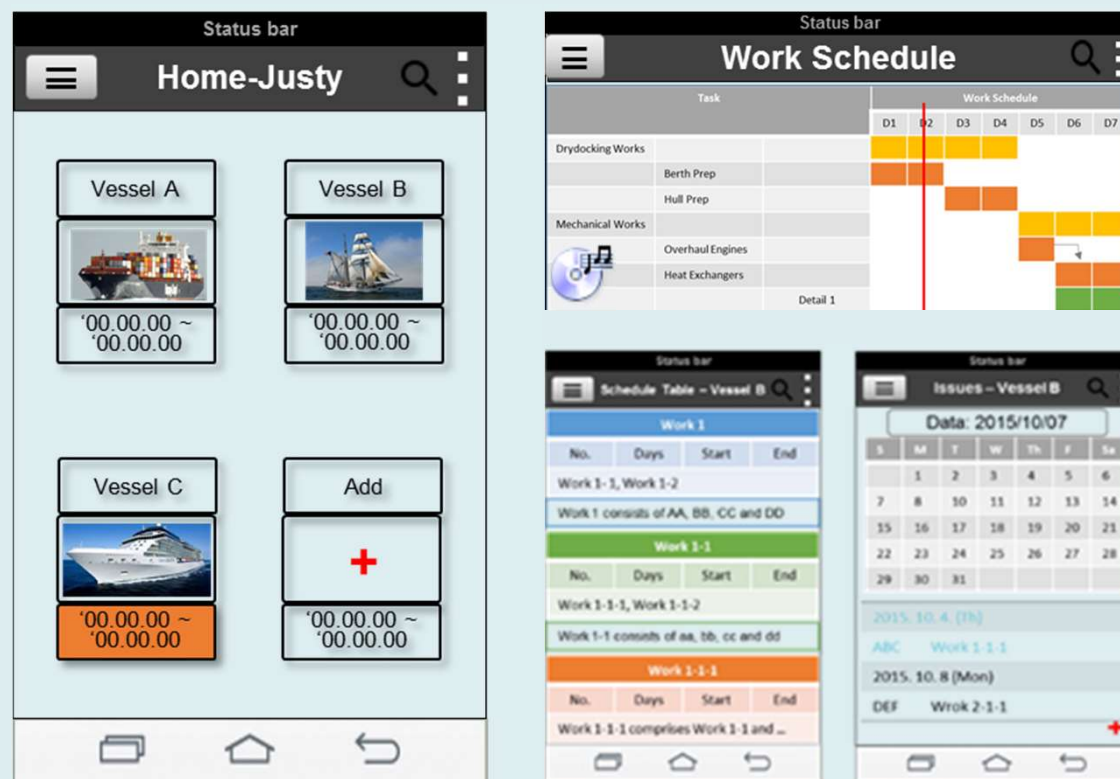 Status bar
Home-Justy
Vessel A
Vessel B
'00.00.00 ~
'00.00.00
'00.00.00 ~
'00.00.00
Vessel C
Add
'00.00.00 ~
'00.00.00
'00.00.00 ~
'00.00.00
Status bar
Work Schedule
Task
Work Schedule
D1 D2 D3 D4 D5 D6 D7
Drydocking Works
Berth Prep
Hull Prep
Mechanical Works
Overhaul Engines
Heat Exchangers
Detail 1
Status bar
Schedule Table – Vessel B
Work 1
No. Days Start End
Work 1-1, Work 1-2
Work 1 consists of AA, BB, CC and DD
Work 1-1
No. Days Start End
Work 1-1-1, Work 1-1-2
Work 1-1 consists of aa, bb, cc and dd
Work 1-1-1
No. Days Start End
Work 1-1-1 comprises Work 1-1 and ...
Status bar
Issues – Vessel B
Data: 2015/10/07
S M T W Th F Sa
1 2 3 4 5 6
7 8 10 11 12 13 14
15 16 17 18 19 20 21
22 23 24 25 26 27 28
29 30 31
2015. 10. 4. (Th)
ABC Work 1-1-1
2015. 10. 8 (Mon)
DEF Wrok 2-1-1